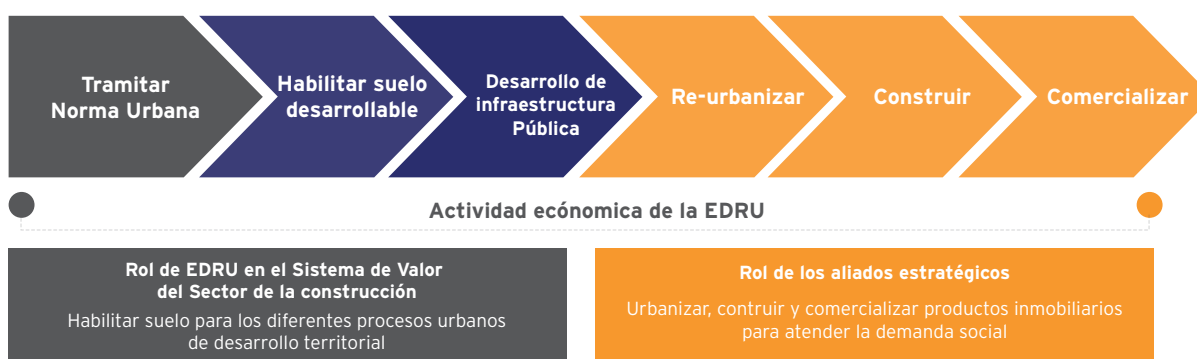 Tramitar
Norma Urbana
Habilitar suelo
desarrollable
Desarrollo de
infraestructura
Pública
Re-urbanizar
Construir
Comercializar
Actividad ecónomica de la EDRU
Rol de EDRU en el Sistema de Valor
del Sector de la construcción
Habilitar suelo para los diferentes procesos urbanos
de desarrollo territorial
Rol de los aliados estratégicos
Urbanizar, contruir y comercializar productos inmobiliarios
para atender la demanda social